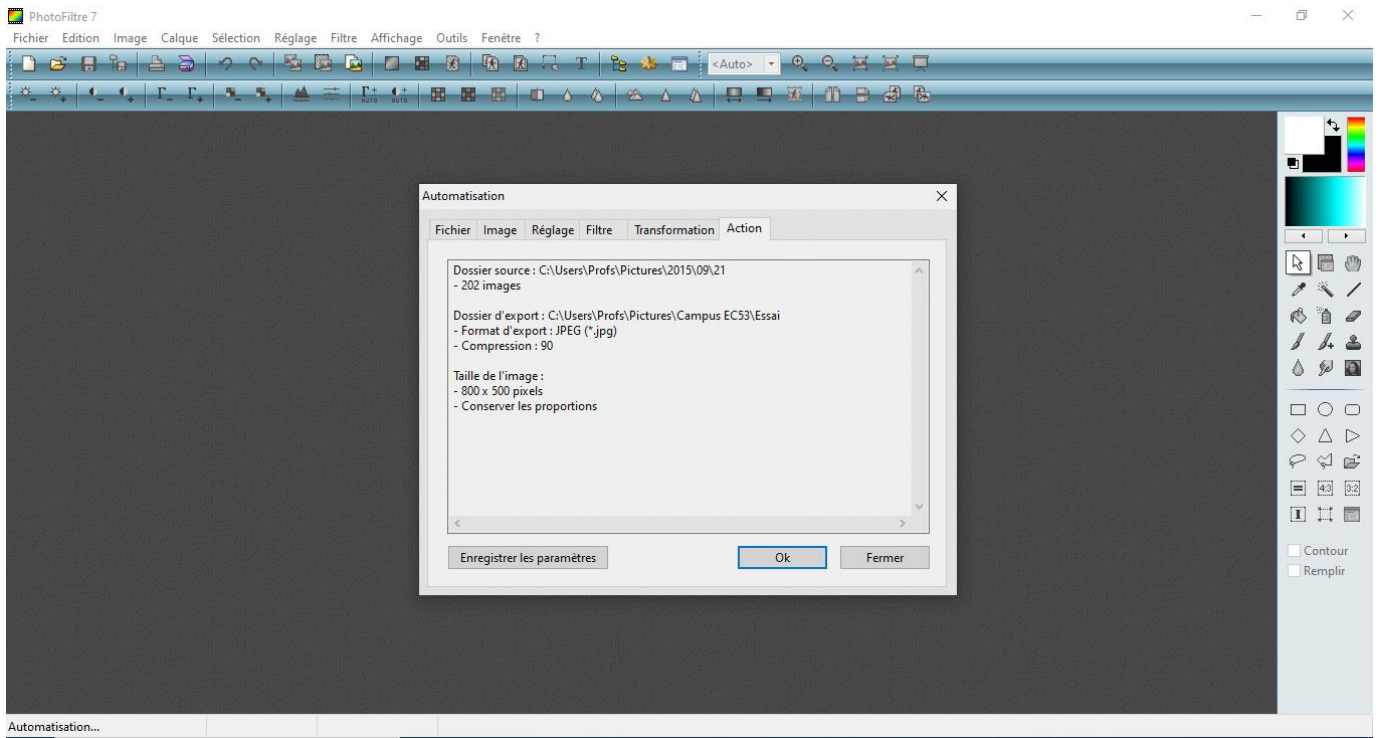 PhotoFiltre 7
Fichier Edition Image Calque Sélection Réglage Filtre Affichage Outils Fenêtre ?
T <Auto>
AUTO AUTO
Automatisation
Fichier Image Réglage Filtre Transformation Action
Dossier source : C:\Users\Profs\Pictures\2015\09\21
- 202 images
Dossier d'export : C:\Users\Profs\Pictures\Campus EC53\Essai
- Format d'export : JPEG (*.jpg)
- Compression : 90
Taille de l'image :
- 800 x 500 pixels
- Conserver les proportions
Enregistrer les paramètres Ok Fermer
4:3 3:2
Contour
Remplir
Automatisation...